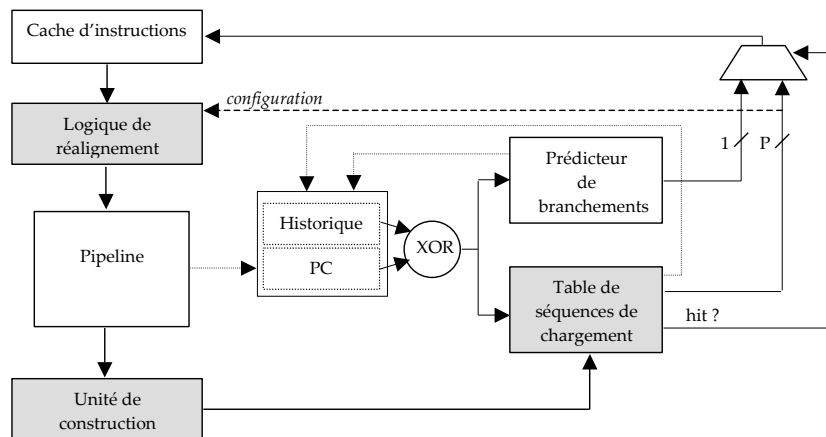 Cache d'instructions
configuration
Logique de
réalignement
1
P
Prédicteur
de
branchements
Historique
Pipeline
XOR
PC
Table de
séquences de
chargement
hit ?
Unité de
construction